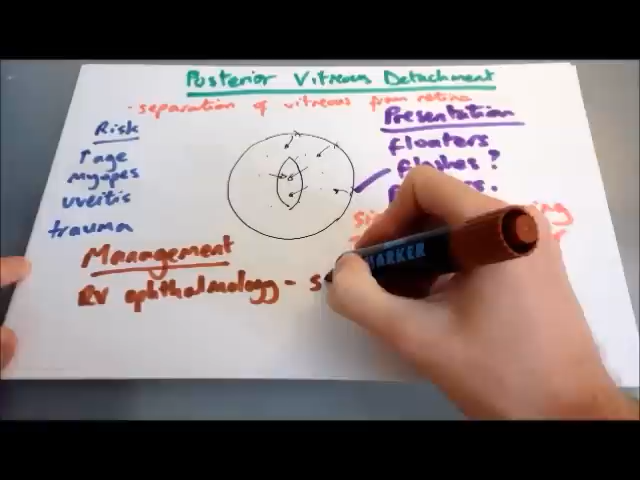 Posterior Vitreous Detachment
- separation of vitreous from retina
Risk
↑age
myopes
uveitis
trauma
Presentation
floaters
flashes?
Management
RV ophthalmology - s
MARKER